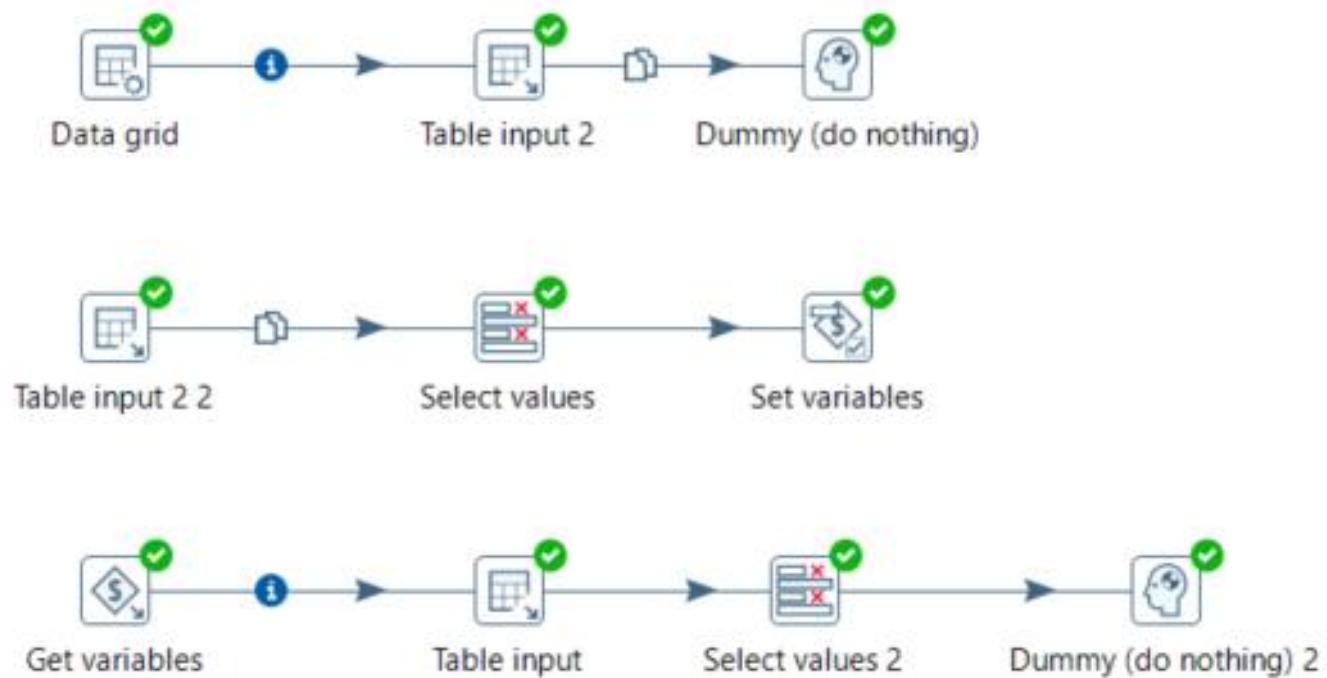 Data grid
Table input 2
Dummy (do nothing)
Table input 2 2
Select values
Set variables
Get variables
Table input
Select values 2
Dummy (do nothing) 2